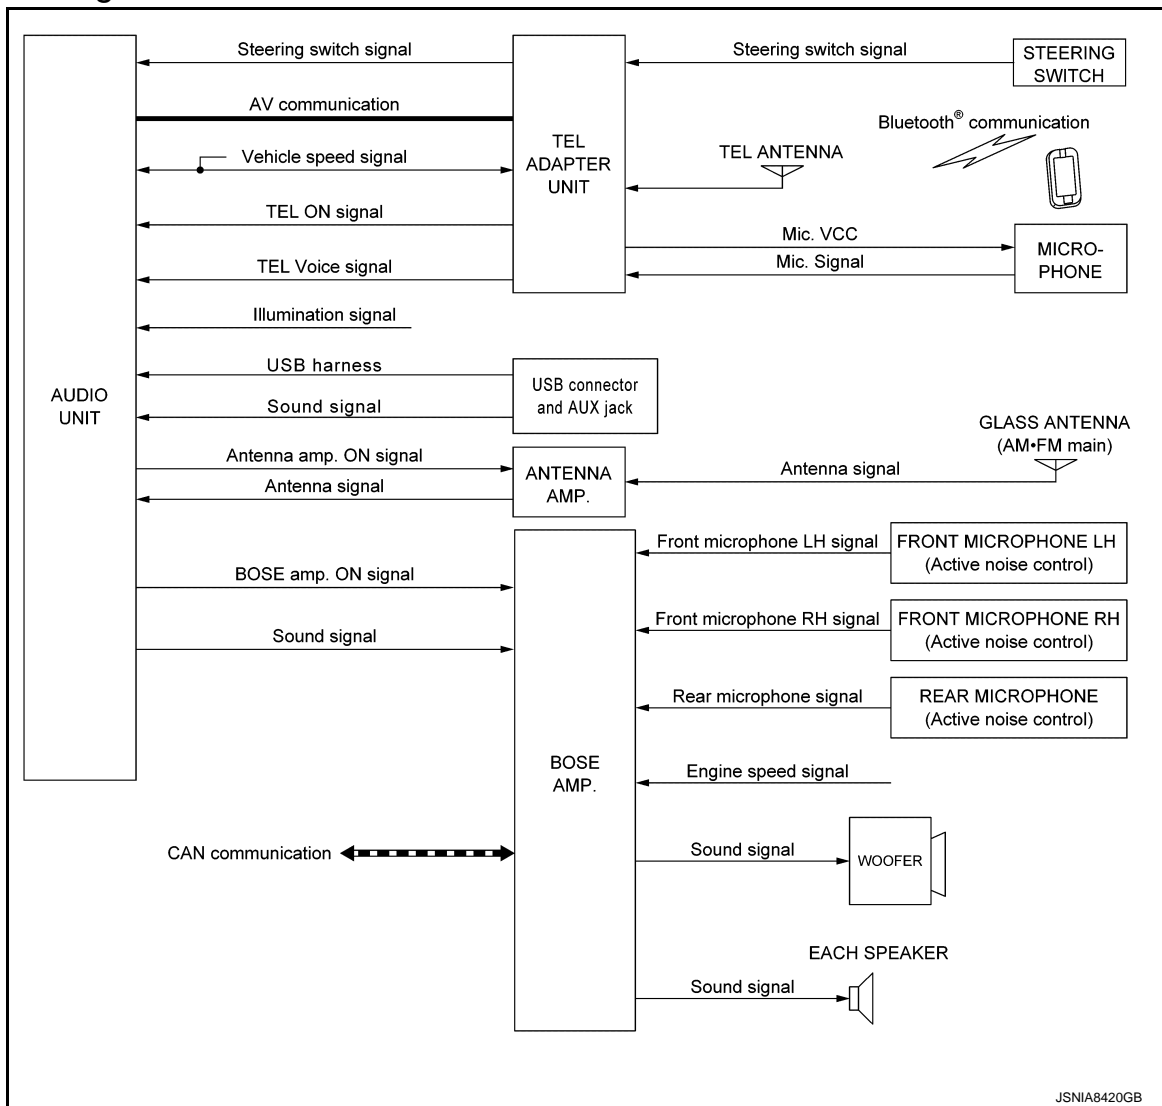 Steering switch signal
Steering switch signal
STEERING
SWITCH
AV communication
Bluetooth® communication
TEL
ADAPTER
UNIT
Vehicle speed signal
TEL ANTENNA
TEL ON signal
Mic. VCC
MICRO-
PHONE
TEL Voice signal
Mic. Signal
Illumination signal
USB harness
USB connector
and AUX jack
AUDIO
UNIT
Sound signal
GLASS ANTENNA
(AM•FM main)
Antenna amp. ON signal
ANTENNA
AMP.
Antenna signal
Antenna signal
Front microphone LH signal
FRONT MICROPHONE LH
(Active noise control)
BOSE amp. ON signal
Front microphone RH signal
FRONT MICROPHONE RH
(Active noise control)
Sound signal
Rear microphone signal
REAR MICROPHONE
(Active noise control)
BOSE
AMP.
Engine speed signal
CAN communication
Sound signal
WOOFER
EACH SPEAKER
Sound signal
JSNIA8420GB